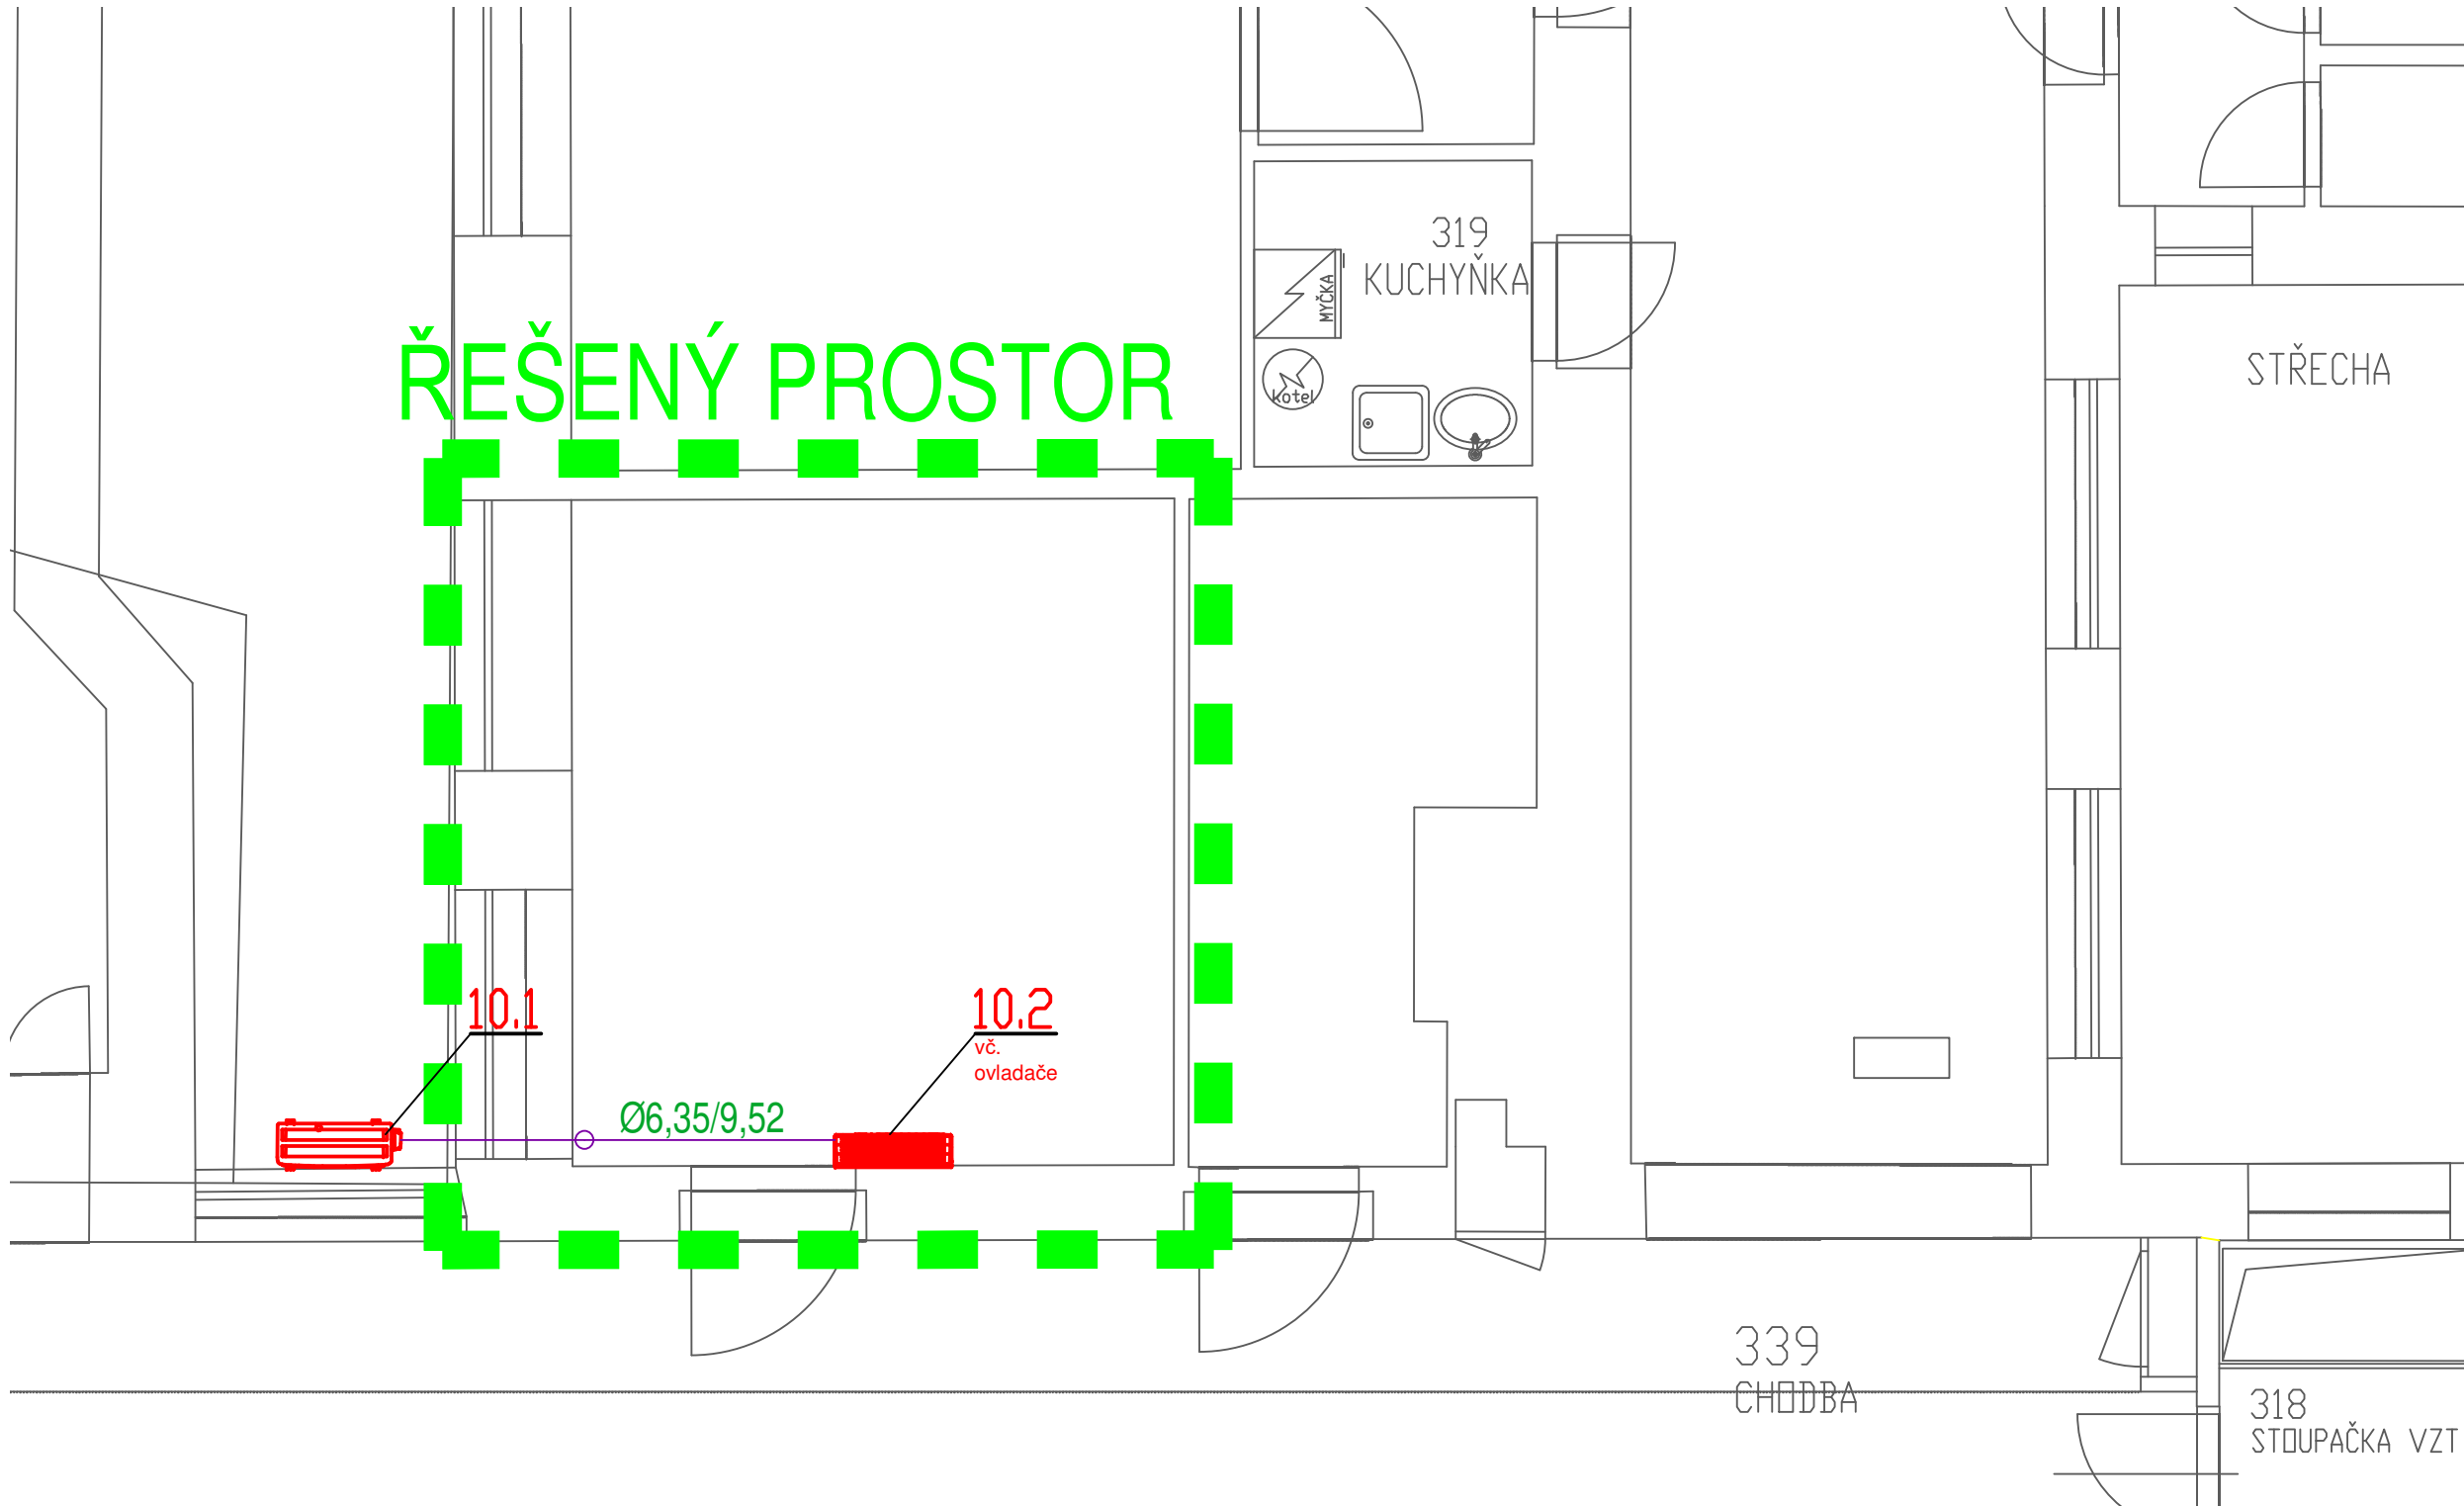 319
KUCHYŇKA
MYČKA
STŘECHA
ŘEŠENÝ PROSTOR
Kotel
10.1
10.2
vč.
ovladače
Ø6,35/9,52
339
CHODBA
318
STOUPAČKA VZT